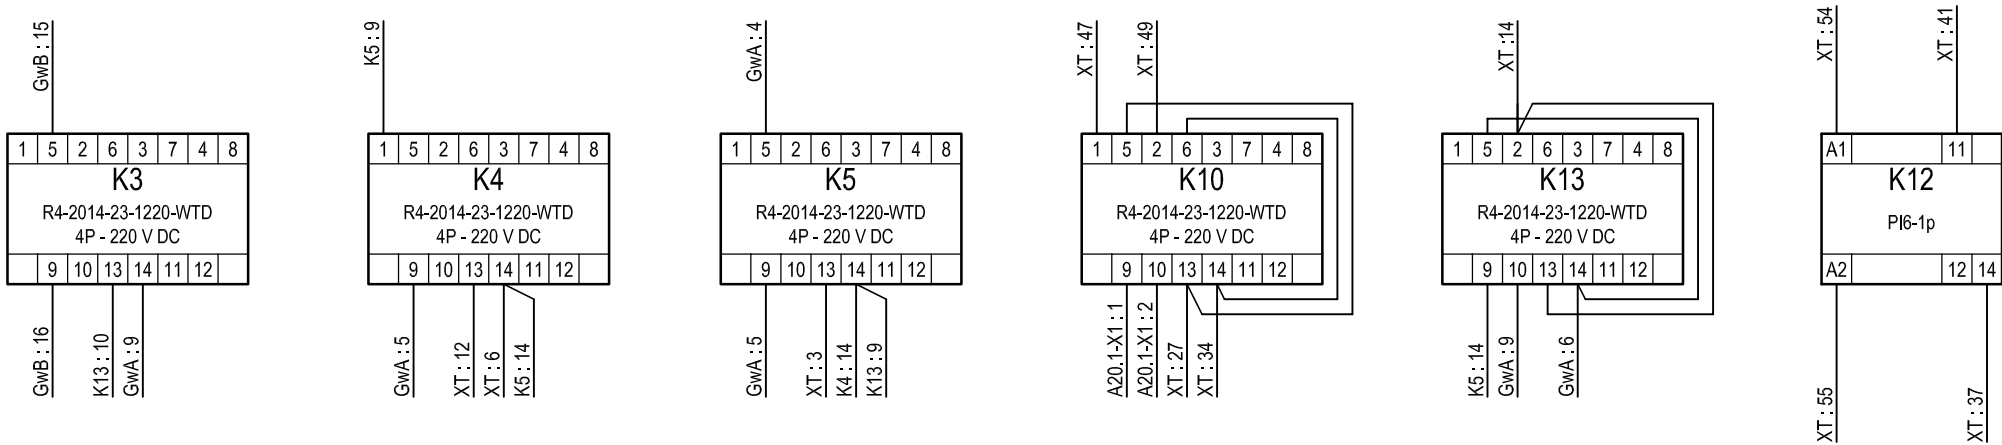 GwB : 15
1 5 2 6 3 7 4 8
K3
R4-2014-23-1220-WTD
4P - 220 V DC
9 10 13 14 11 12
GwB : 16
K13 : 10
GwA : 9
K5 : 9
1 5 2 6 3 7 4 8
K4
R4-2014-23-1220-WTD
4P - 220 V DC
9 10 13 14 11 12
GwA : 5
XT : 12
XT : 6
K5 : 14
GwA : 4
1 5 2 6 3 7 4 8
K5
R4-2014-23-1220-WTD
4P - 220 V DC
9 10 13 14 11 12
GwA : 5
XT : 3
K4 : 14
K13 : 9
XT : 47
XT : 49
1 5 2 6 3 7 4 8
K10
R4-2014-23-1220-WTD
4P - 220 V DC
9 10 13 14 11 12
A20.1-X1 : 1
A20.1-X1 : 2
XT : 27
XT : 34
XT :14
1 5 2 6 3 7 4 8
K13
R4-2014-23-1220-WTD
4P - 220 V DC
9 10 13 14 11 12
K5 : 14
GwA : 9
GwA : 6
XT : 54
XT : 41
A1 11
K12
PI6-1p
A2 12 14
XT : 55
XT : 37